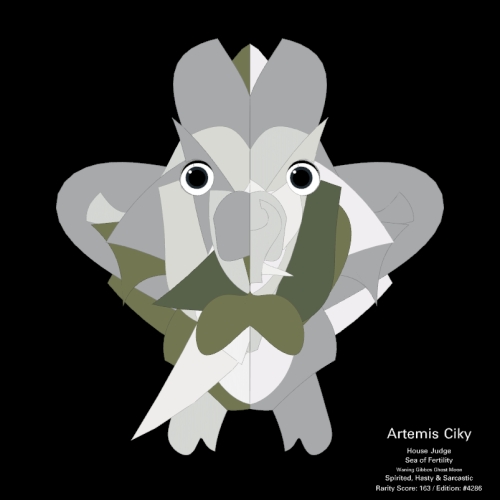 Artemis Ciky
House Judge
Sea of Fertility
Waning Gibbon Ghost Moon
Spirited, Hasty & Sarcastic
Rarity Score: 163 / Edition: #4286